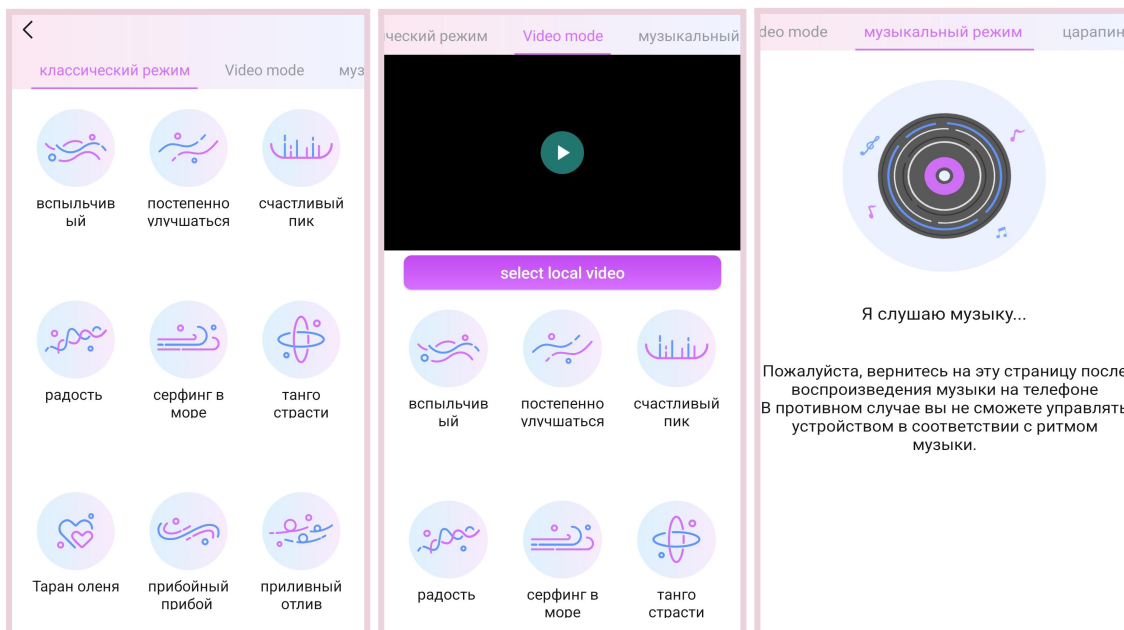 классический режим
Video mode
муз
вспыльчив
ый
постепенно
улучшаться
счастливый
пик
радость
серфинг в
море
танго
страсти
Таран оленя
прибойный
прибой
приливный
отлив
ческий режим
Video mode
музыкальный
select local video
вспыльчив
ый
постепенно
улучшаться
счастливый
пик
радость
серфинг в
море
танго
страсти
deo mode
музыкальный режим
царапин
Я слушаю музыку...
Пожалуйста, вернитесь на эту страницу после
воспроизведения музыки на телефоне
В противном случае вы не сможете управлять
устройством в соответствии с ритмом
музыки.